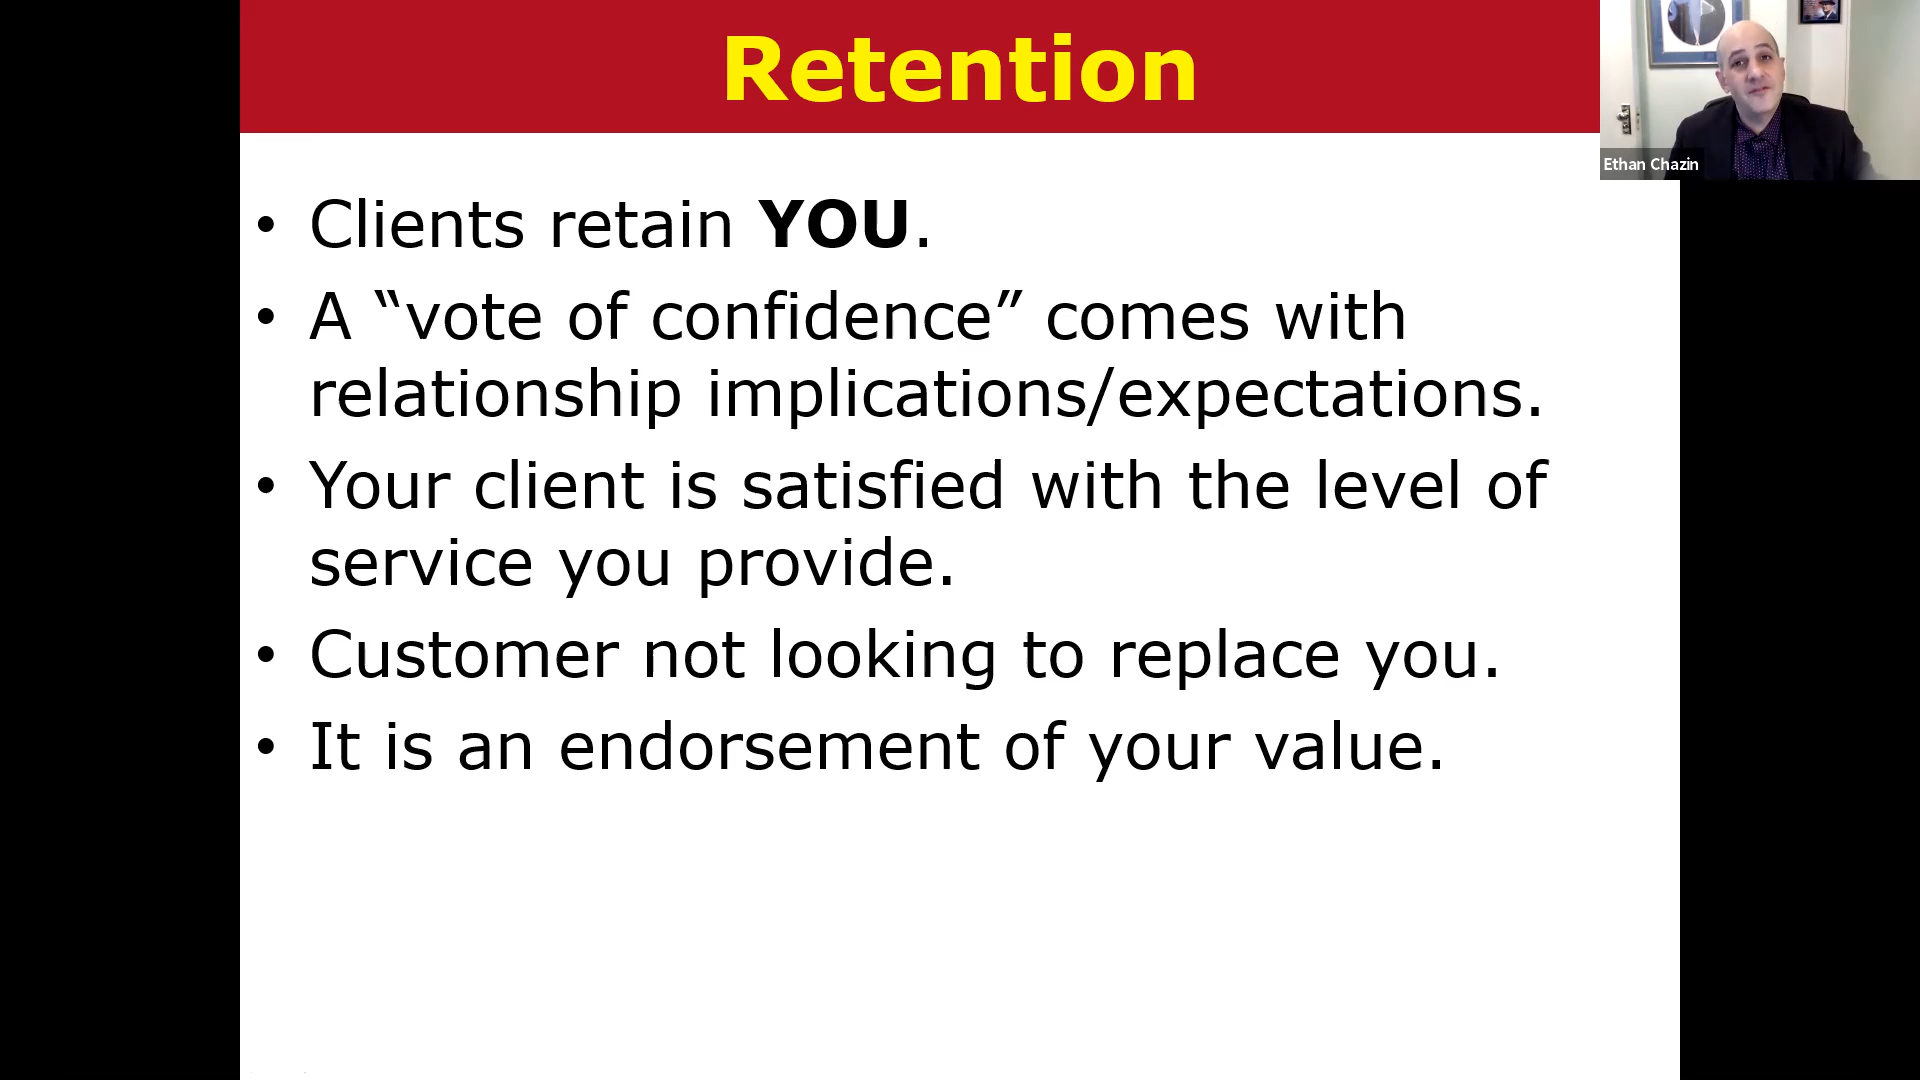 Retention
Ethan Chazin
• Clients retain YOU.
• A “vote of confidence” comes with
relationship implications/expectations.
• Your client is satisfied with the level of
service you provide.
• Customer not looking to replace you.
• It is an endorsement of your value.